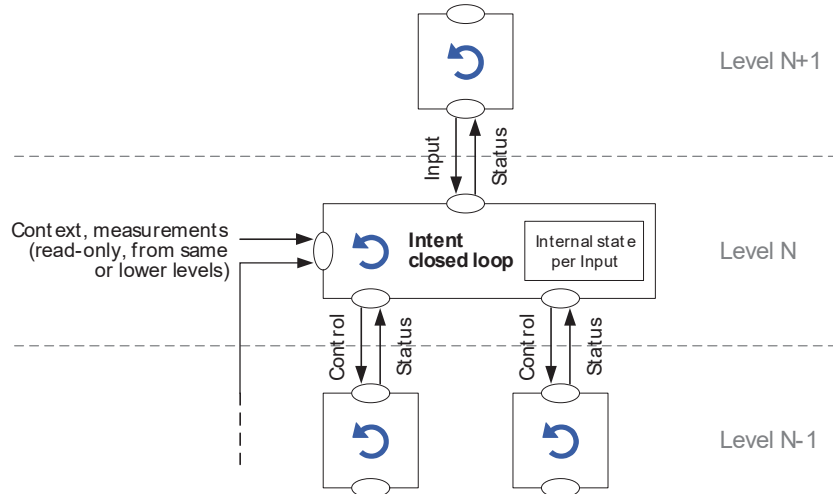 Level N+1
Input
Status
Context, measurements
(read-only, from same
or lower levels)
Intent
closed loop
Internal state
per Input
Level N
Control
Status
Control
Status
Level N-1